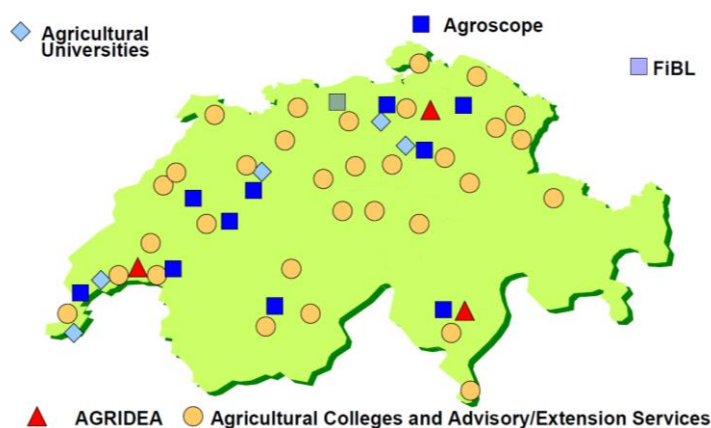 Agricultural
Universities
Agroscope
FiBL
AGRIDEA
Agricultural Colleges and Advisory/Extension Services